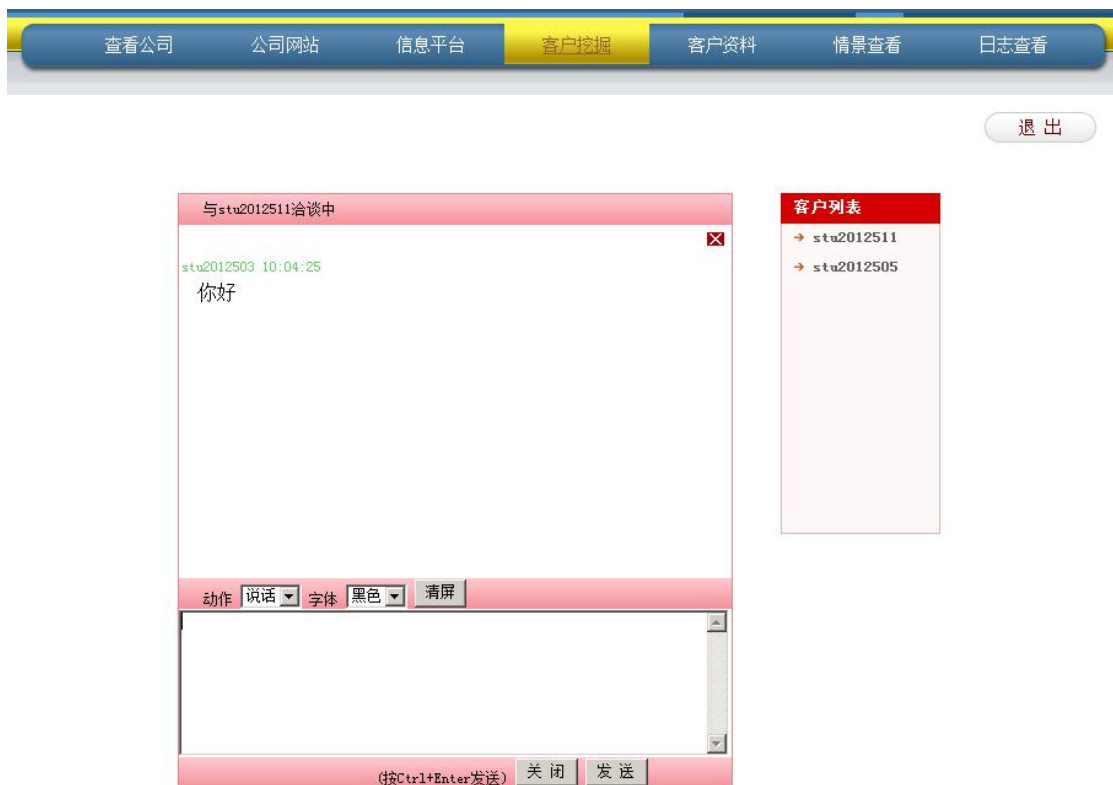 查看公司 公司网站 信息平台 客户挖掘 客户资料 情景查看 日志查看
退 出
与stu2012511洽谈中
客户列表
stu2012511
stu2012505
stu2012503 10:04:25
你好
动作 说话 字体 黑色 清屏
(按Ctrl+Enter发送) 关 闭 发 送